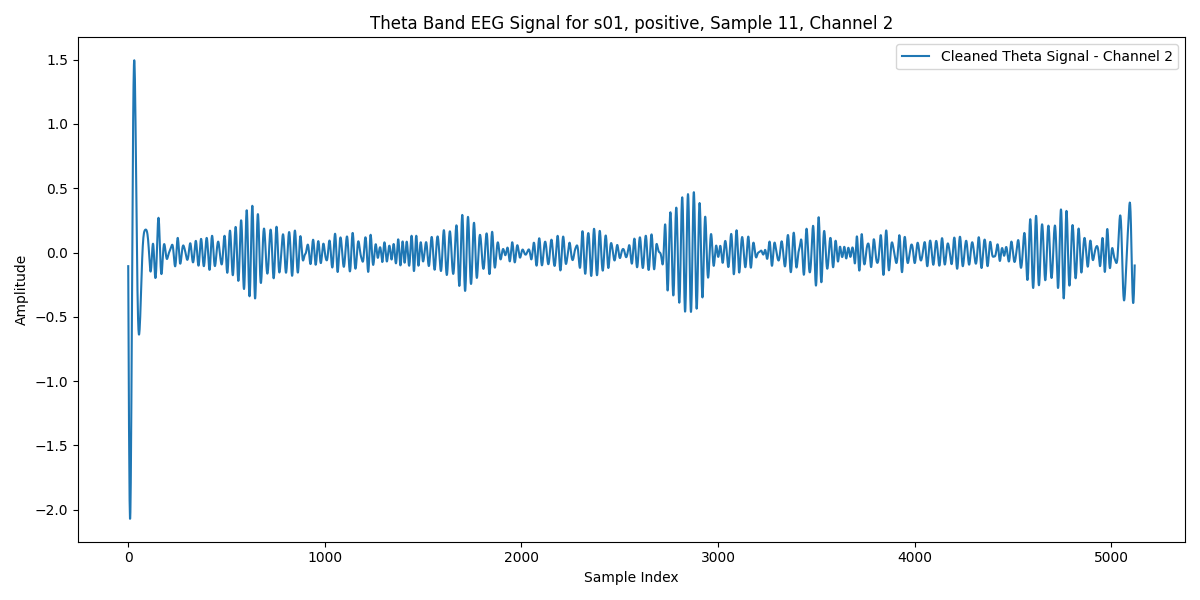 Theta Band EEG Signal for s01, positive, Sample 11, Channel 2
Cleaned Theta Signal - Channel 2
Amplitude
1.5
1.0
0.5
0.0
−0.5
−1.0
−1.5
−2.0
0 1000 2000 3000 4000 5000
Sample Index